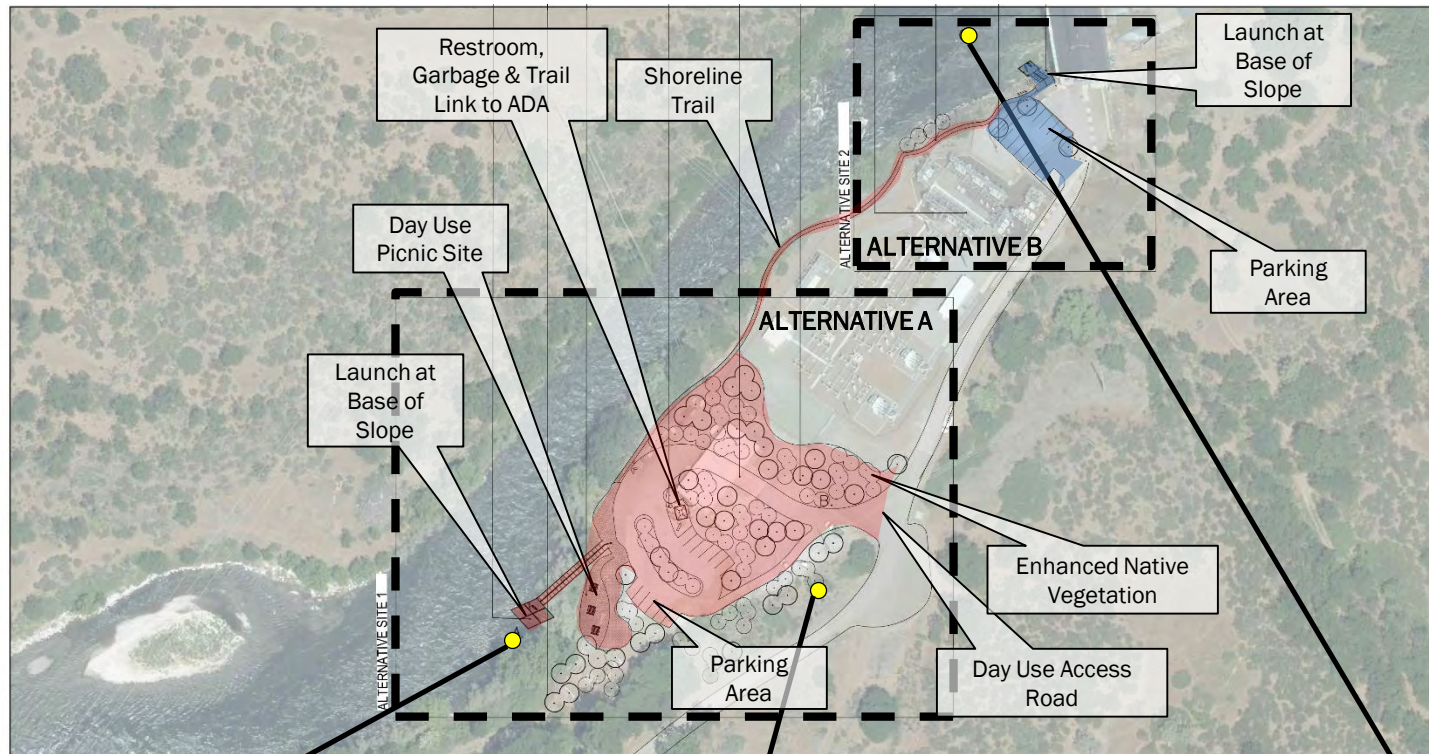 Restroom,
Garbage & Trail
Link to ADA
Shoreline
Trail
Launch at
Base of
Slope
ALTERNATIVE SITE 2
Day Use
Picnic Site
ALTERNATIVE B
Parking
Area
ALTERNATIVE A
Launch at
Base of
Slope
B
Enhanced Native
Vegetation
ALTERNATIVE SITE 1
Parking
Area
Day Use Access
Road